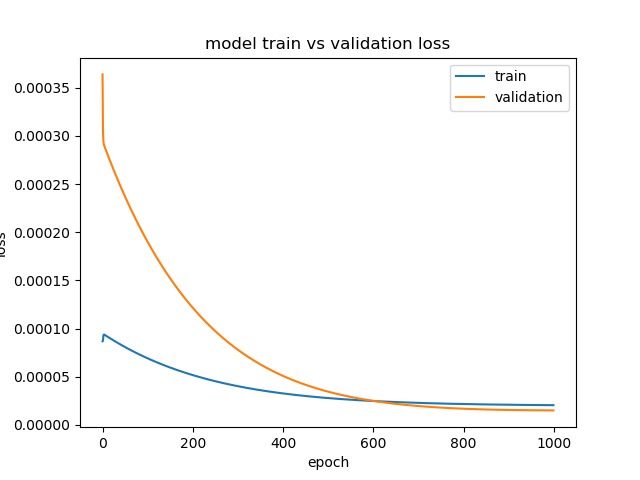 model train vs validation loss
train
validation
0.00035
0.00030
0.00025
0.00020
0.00015
0.00010
0.00005
0.00000
loss
0 200 400 600 800 1000
epoch